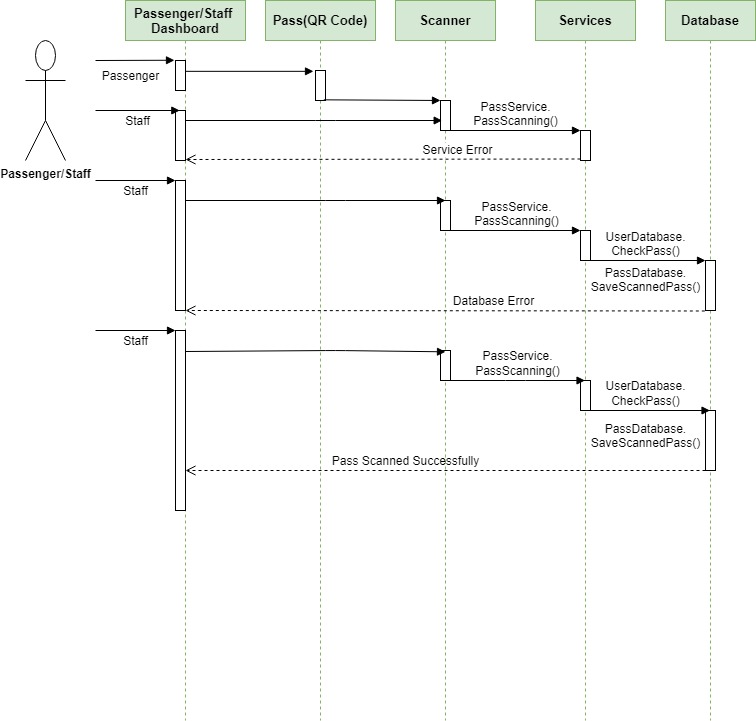 Passenger/Staff
Dashboard
Pass(QR Code)
Scanner
Services
Database
Passenger
Staff
PassService.
PassScanning()
Service Error
Passenger/Staff
Staff
PassService.
PassScanning()
UserDatabase.
CheckPass()
PassDatabase.
SaveScannedPass()
Database Error
Staff
PassService.
PassScanning()
UserDatabase.
CheckPass()
PassDatabase.
SaveScannedPass()
Pass Scanned Successfully